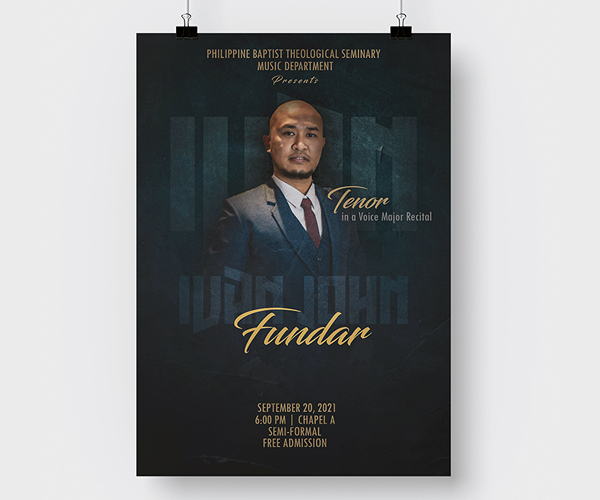 PHILIPPINE BAPTIST THEOLOGICAL SEMINARY
MUSIC DEPARTMENT
Presents
IVAN
Tenor
in a Voice Major Recital
IVAN JOHN
Fundar
SEPTEMBER 20, 2021
6:00 PM | CHAPEL A
SEMI-FORMAL
FREE ADMISSION